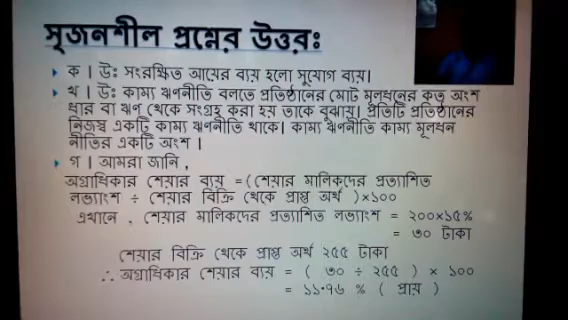 সৃজনশীল প্রশ্নের উত্তরঃ
ক । উঃ সংরক্ষিত আয়ের ব্যয় হলো সুযোগ ব্যয়।
খ । উঃ কাম্য ঋণনীতি বলতে প্রতিষ্ঠানের মোট মূলধনের কত অংশ
ধার বা ঋণ থেকে সংগ্রহ করা হয় তাকে বুঝায়। প্রতিটি প্রতিষ্ঠানের
নিজস্ব একটি কাম্য ঋণনীতি থাকে। কাম্য ঋণনীতি কাম্য মূলধন
নীতির একটি অংশ ।
গ । আমরা জানি ,
অগ্রাধিকার শেয়ার ব্যয় =(শেয়ার মালিকদের প্রত্যাশিত
লভ্যাংশ ÷ শেয়ার বিক্রি থেকে প্রাপ্ত অর্থ )×১০০
এখানে , শেয়ার মালিকদের প্রত্যাশিত লভ্যাংশ = ২০০×১৫%
= ৩০ টাকা
শেয়ার বিক্রি থেকে প্রাপ্ত অর্থ ২৫৫ টাকা
∴ অগ্রাধিকার শেয়ার ব্যয় = ( ৩০ ÷ ২৫৫ ) × ১০০
= ১১.৭৬ % ( প্রায় )